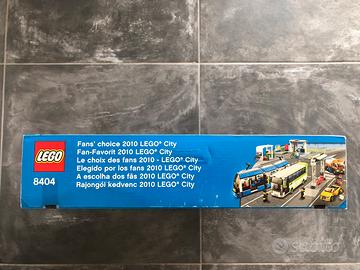 LEGO
8404
Fans' choice 2010 LEGO® City
Fan-Favorit 2010 LEGO® City
Le choix des fans 2010 - LEGO® City
Elegido por los fans 2010 LEGO® City
A escolha dos fãs 2010 LEGO® City
Rajongói kedvenc 2010 LEGO® City
subito